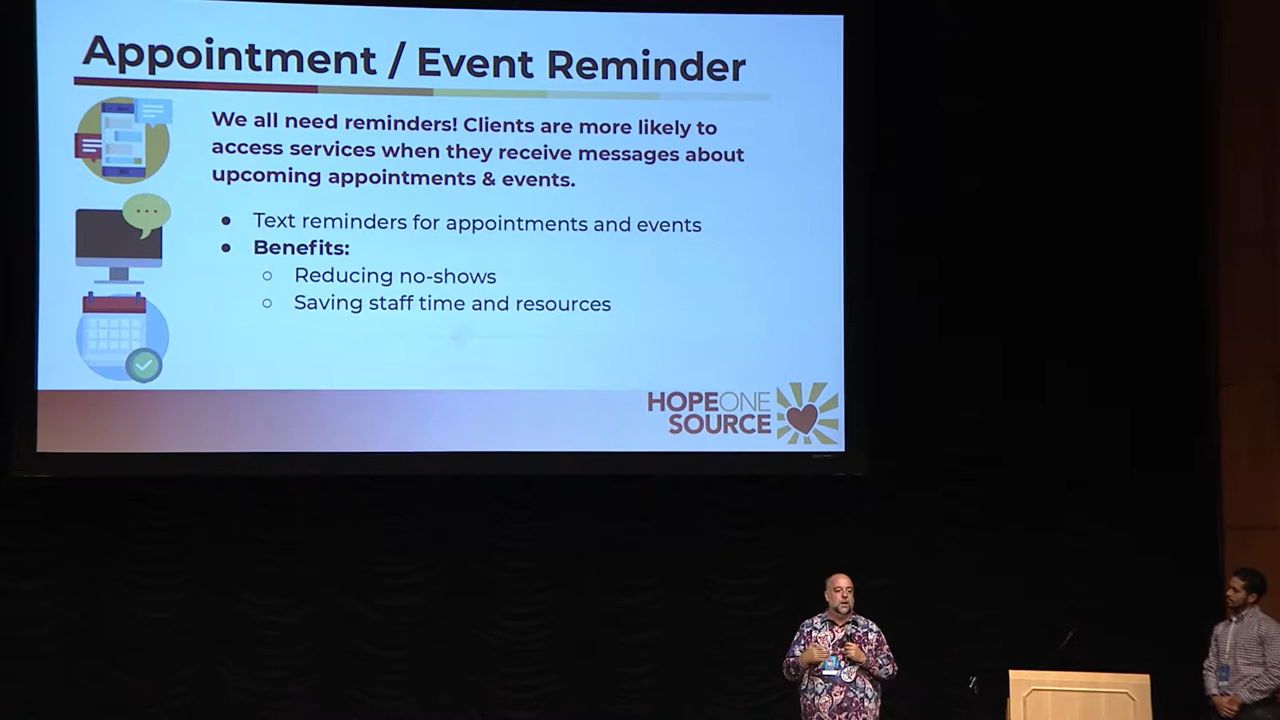 Appointment / Event Reminder
We all need reminders! Clients are more likely to
access services when they receive messages about
upcoming appointments & events.
● Text reminders for appointments and events
● Benefits:
○ Reducing no-shows
○ Saving staff time and resources
HOPEONE
SOURCE